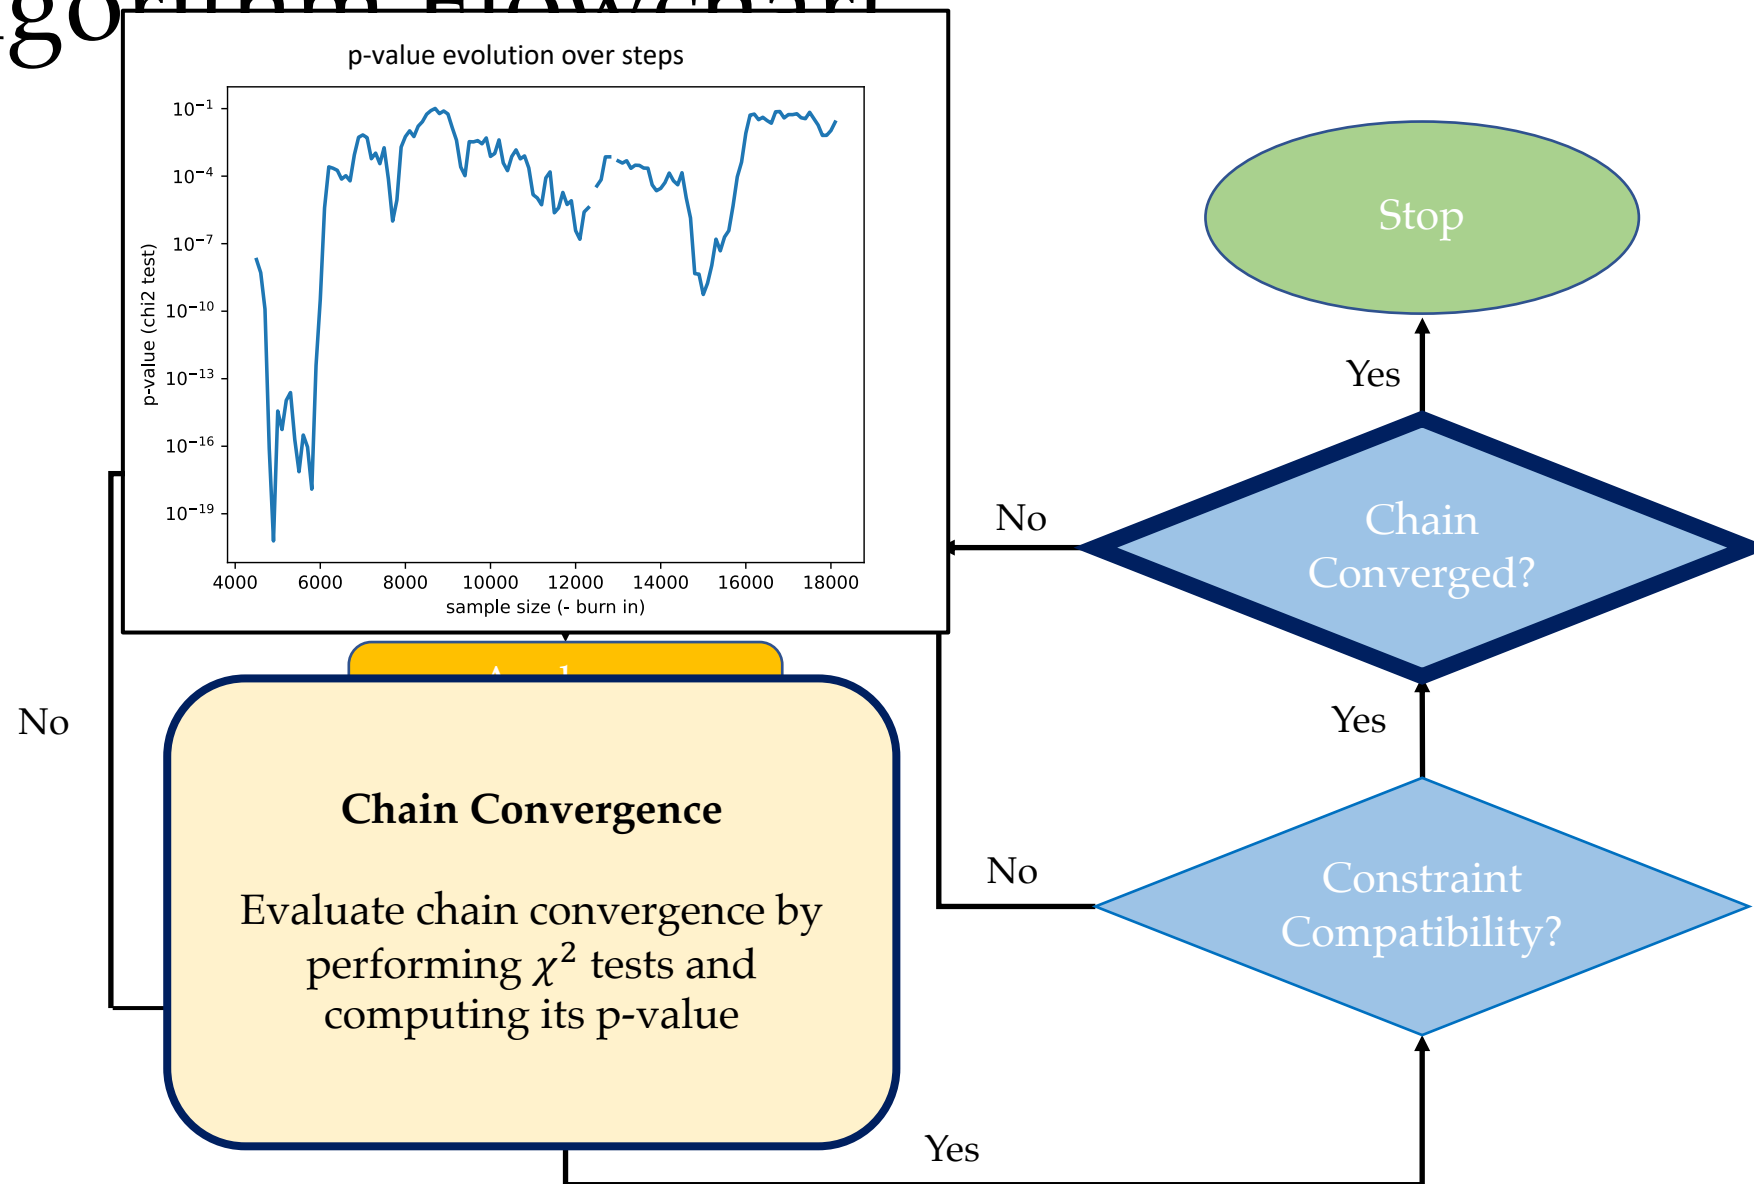 p-value evolution over steps
p-value (chi2 test)
10⁻¹
10⁻⁴
10⁻⁷
10⁻¹⁰
10⁻¹³
10⁻¹⁶
10⁻¹⁹
4000 6000 8000 10000 12000 14000 16000 18000
sample size (- burn in)
Stop
Yes
Chain
Converged?
No
Yes
Constraint
Compatibility?
No
No
Chain Convergence
Evaluate chain convergence by
performing χ² tests and
computing its p-value
Yes